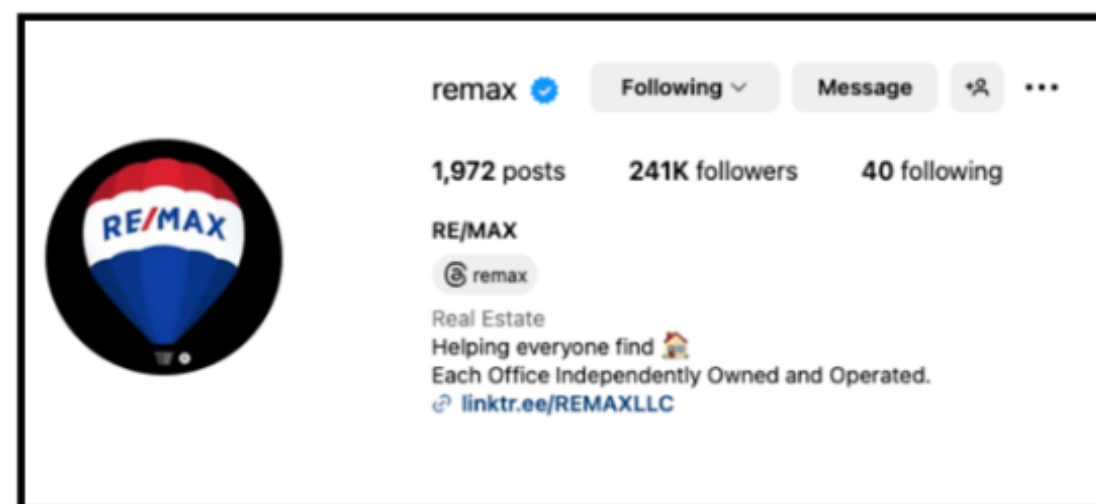 remax Following Message
1,972 posts 241K followers 40 following
RE/MAX
RE/MAX
remax
Real Estate
Helping everyone find
Each Office Independently Owned and Operated.
linktr.ee/REMAXLLC